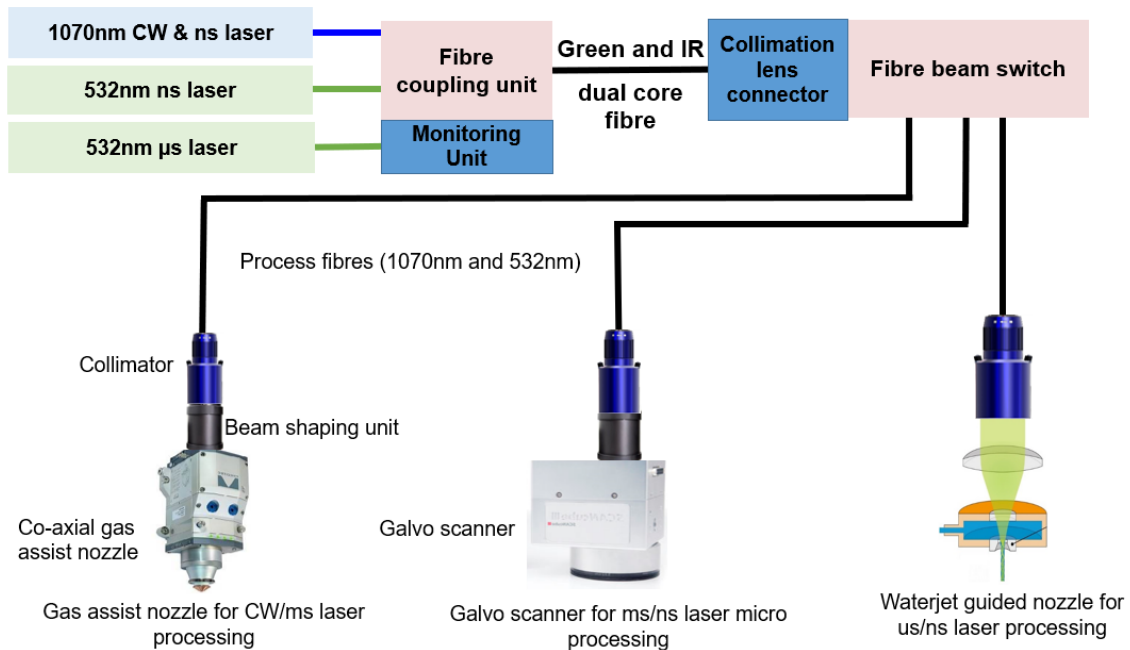 1070nm CW & ns laser
532nm ns laser
532nm µs laser
Fibre
coupling unit
Monitoring
Unit
Green and IR
dual core
fibre
Collimation
lens
connector
Fibre beam switch
Process fibres (1070nm and 532nm)
Collimator
Beam shaping unit
Co-axial gas
assist nozzle
Gas assist nozzle for CW/ms laser
processing
Galvo scanner
Galvo scanner for ms/ns laser micro
processing
Waterjet guided nozzle for
us/ns laser processing